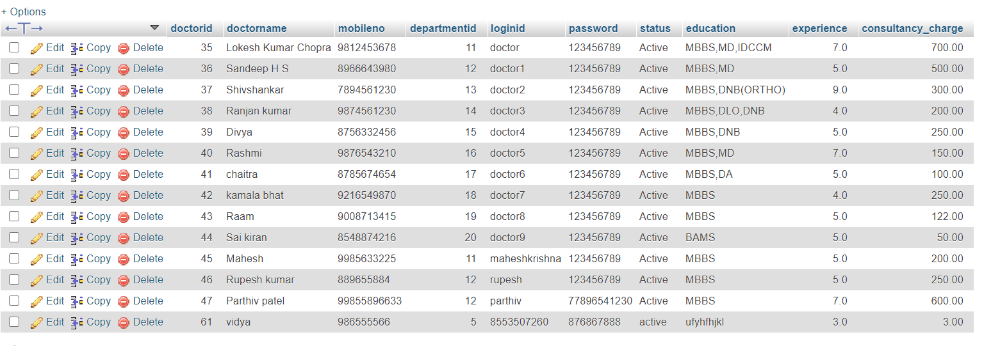 + Options
←T→ doctorid doctorname mobileno departmentid loginid password status education experience consultancy_charge
Edit Copy Delete 35 Lokesh Kumar Chopra 9812453678 11 doctor 123456789 Active MBBS,MD,IDCCM 7.0 700.00
Edit Copy Delete 36 Sandeep H S 8966643980 12 doctor1 123456789 Active MBBS,MD 5.0 500.00
Edit Copy Delete 37 Shivshankar 7894561230 13 doctor2 123456789 Active MBBS,DNB(ORTHO) 9.0 300.00
Edit Copy Delete 38 Ranjan kumar 9874561230 14 doctor3 123456789 Active MBBS,DLO,DNB 4.0 200.00
Edit Copy Delete 39 Divya 8756332456 15 doctor4 123456789 Active MBBS,DNB 5.0 250.00
Edit Copy Delete 40 Rashmi 9876543210 16 doctor5 123456789 Active MBBS,MD 7.0 150.00
Edit Copy Delete 41 chaitra 8785674654 17 doctor6 123456789 Active MBBS,DA 5.0 100.00
Edit Copy Delete 42 kamala bhat 9216549870 18 doctor7 123456789 Active MBBS 4.0 250.00
Edit Copy Delete 43 Raam 9008713415 19 doctor8 123456789 Active MBBS 5.0 122.00
Edit Copy Delete 44 Sai kiran 8548874216 20 doctor9 123456789 Active BAMS 5.0 50.00
Edit Copy Delete 45 Mahesh 9985633225 11 maheshkrishna 123456789 Active MBBS 5.0 200.00
Edit Copy Delete 46 Rupesh kumar 889655884 12 rupesh 123456789 Active MBBS 5.0 250.00
Edit Copy Delete 47 Parthiv patel 99855896633 12 parthiv 77896541230 Active MBBS 7.0 600.00
Edit Copy Delete 61 vidya 986555566 5 8553507260 876867888 active ufyhfhjkl 3.0 3.00